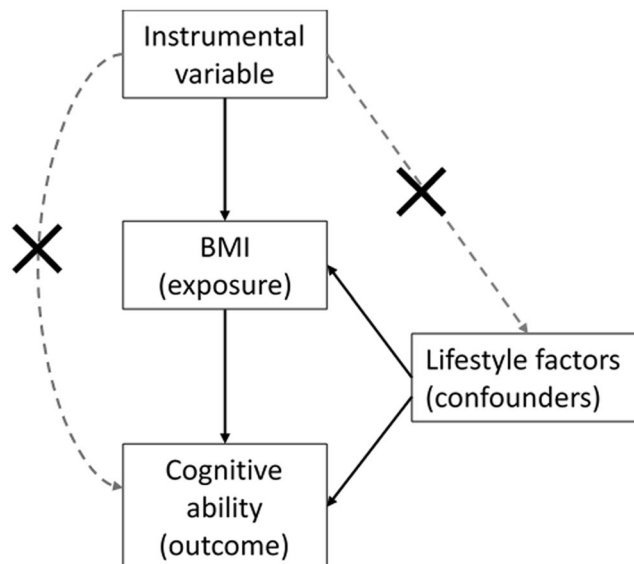 Instrumental
variable
BMI
(exposure)
Lifestyle factors
(confounders)
Cognitive
ability
(outcome)